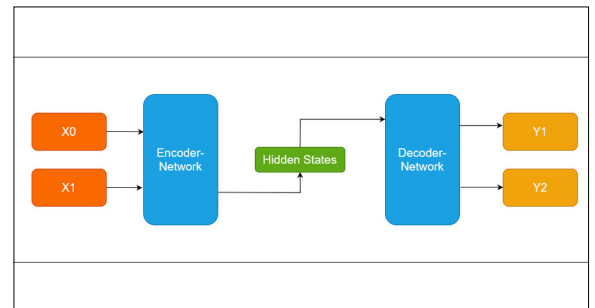 X0
X1
Encoder-
Network
Hidden States
Decoder-
Network
Y1
Y2